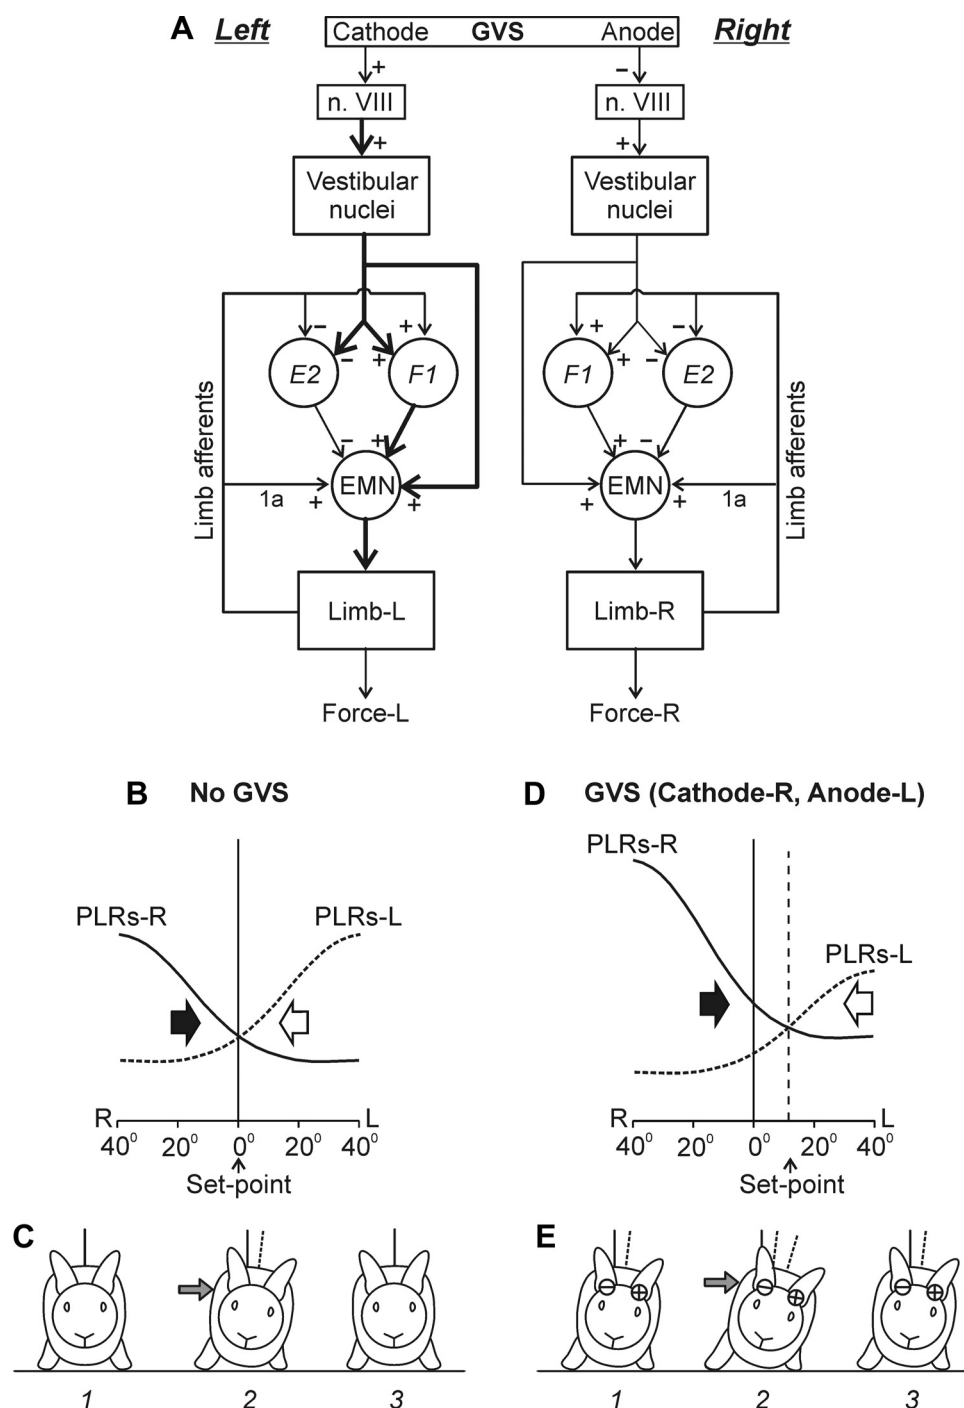 A Left Cathode GVS Anode Right
+ −
n. VIII n. VIII
+ +
Vestibular nuclei Vestibular nuclei
− + + −
E2 F1 F1 E2
− + + −
− + + −
Limb afferents EMN EMN Limb afferents
1a + + + + 1a
Limb-L Limb-R
Force-L Force-R
B No GVS
PLRs-R PLRs-L
R L
40⁰ 20⁰ 0⁰ 20⁰ 40⁰
Set-point
D GVS (Cathode-R, Anode-L)
PLRs-R
PLRs-L
R L
40⁰ 20⁰ 0⁰ 20⁰ 40⁰
Set-point
C
1 2 3
E
− + − + − +
1 2 3